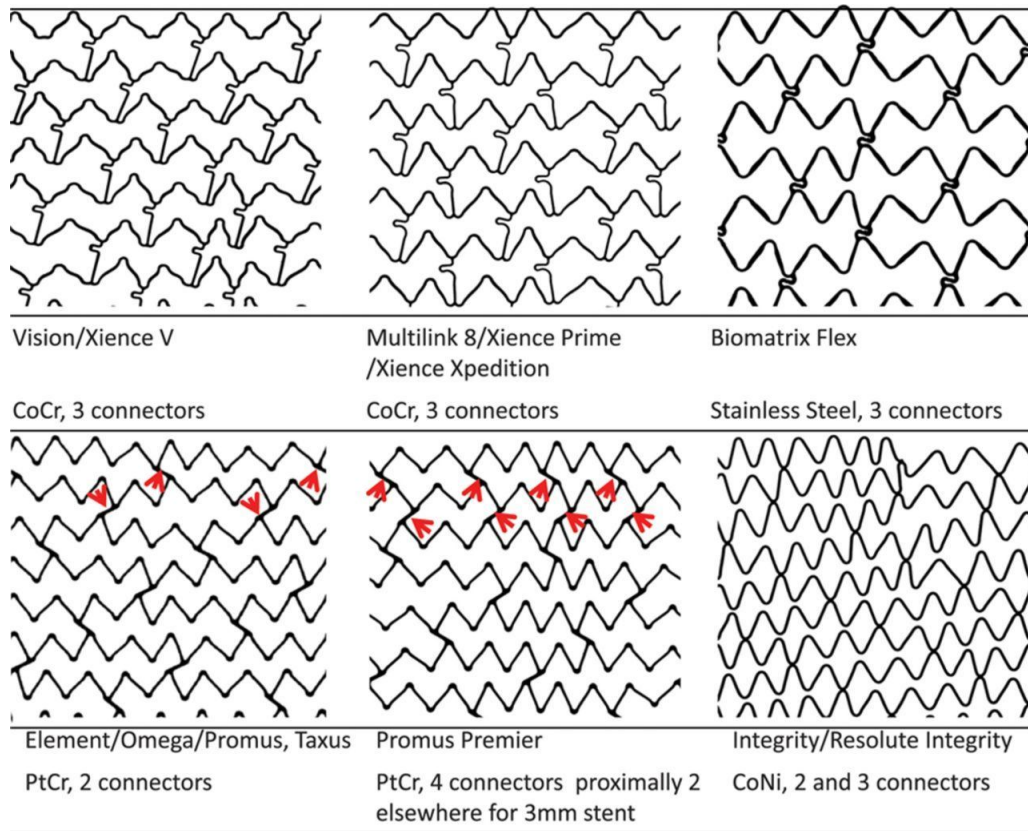 Vision/Xience V
CoCr, 3 connectors
Multilink 8/Xience Prime
/Xience Xpedition
CoCr, 3 connectors
Biomatrix Flex
Stainless Steel, 3 connectors
Element/Omega/Promus, Taxus
PtCr, 2 connectors
Promus Premier
PtCr, 4 connectors proximally 2
elsewhere for 3mm stent
Integrity/Resolute Integrity
CoNi, 2 and 3 connectors